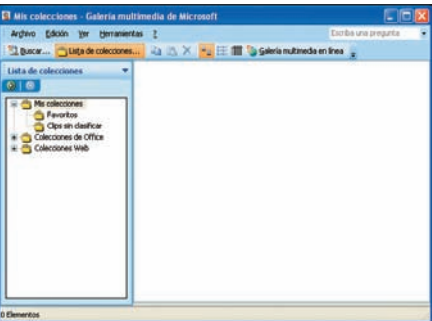 Mis colecciones - Galería multimedia de Microsoft
Archivo Edición Ver Herramientas ? Escriba una pregunta
Buscar... Lista de colecciones... Galería multimedia en línea
Lista de colecciones
Mis colecciones
Favoritos
Clips sin clasificar
Colecciones de Office
Colecciones Web
0 Elementos